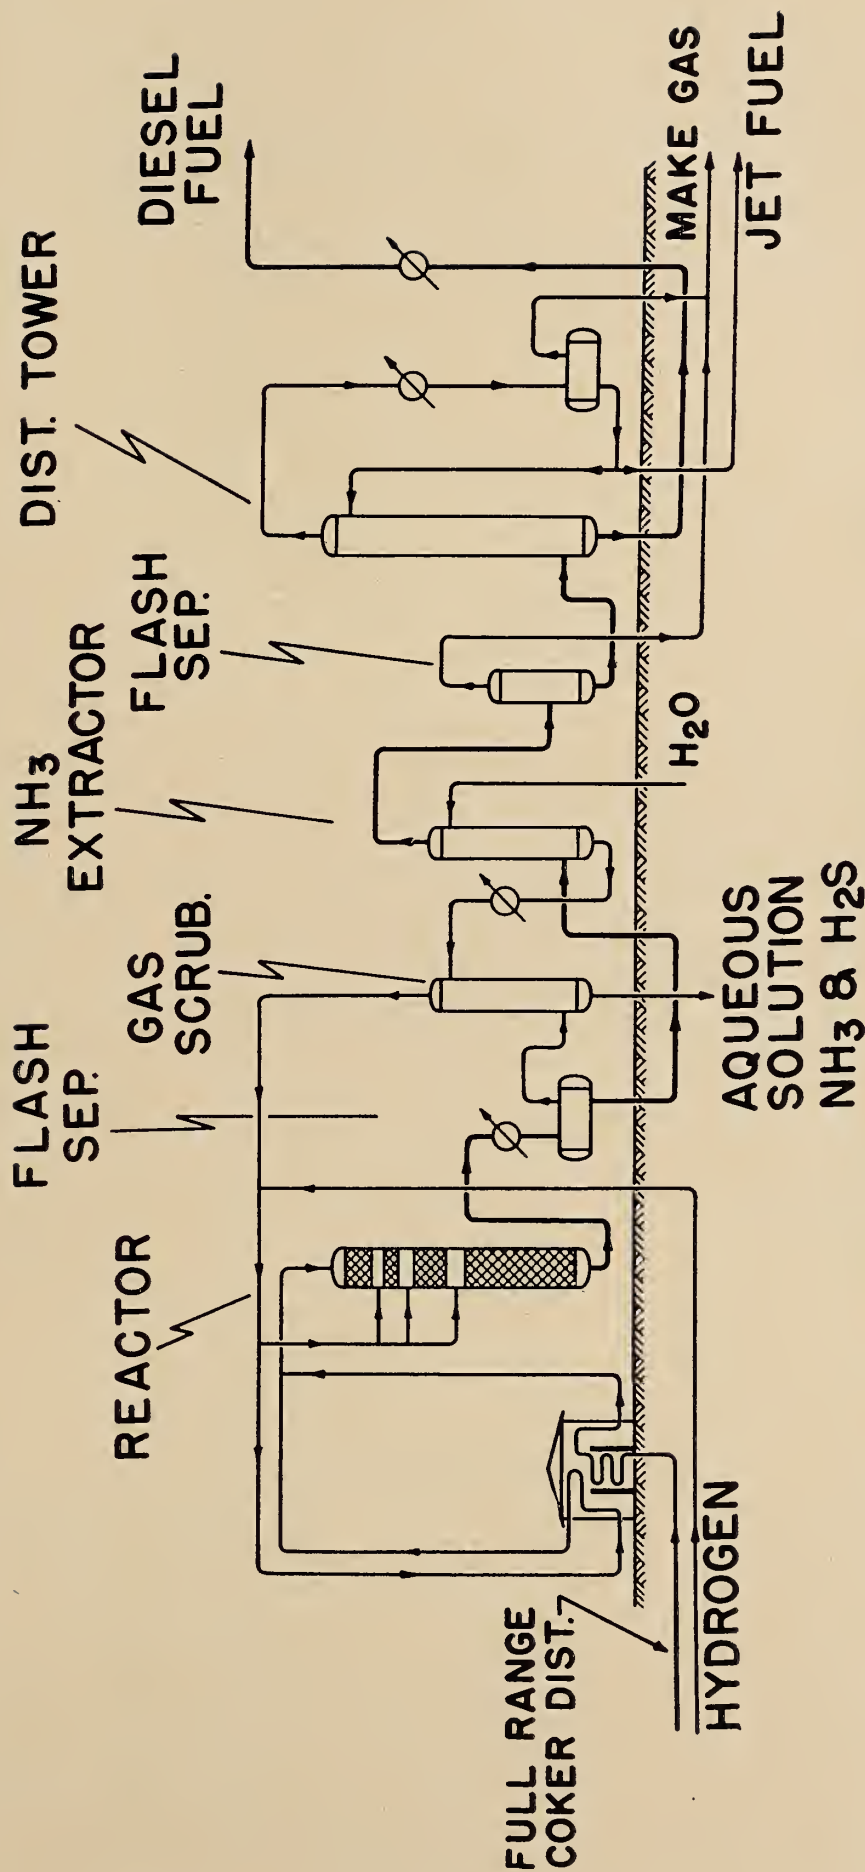 FULL RANGE
COKER DIST.
HYDROGEN
REACTOR
FLASH
SEP.
GAS
SCRUB.
NH3
EXTRACTOR
FLASH
SEP.
DIST. TOWER
DIESEL
FUEL
AQUEOUS
SOLUTION
NH3 & H2S
H2O
MAKE GAS
JET FUEL